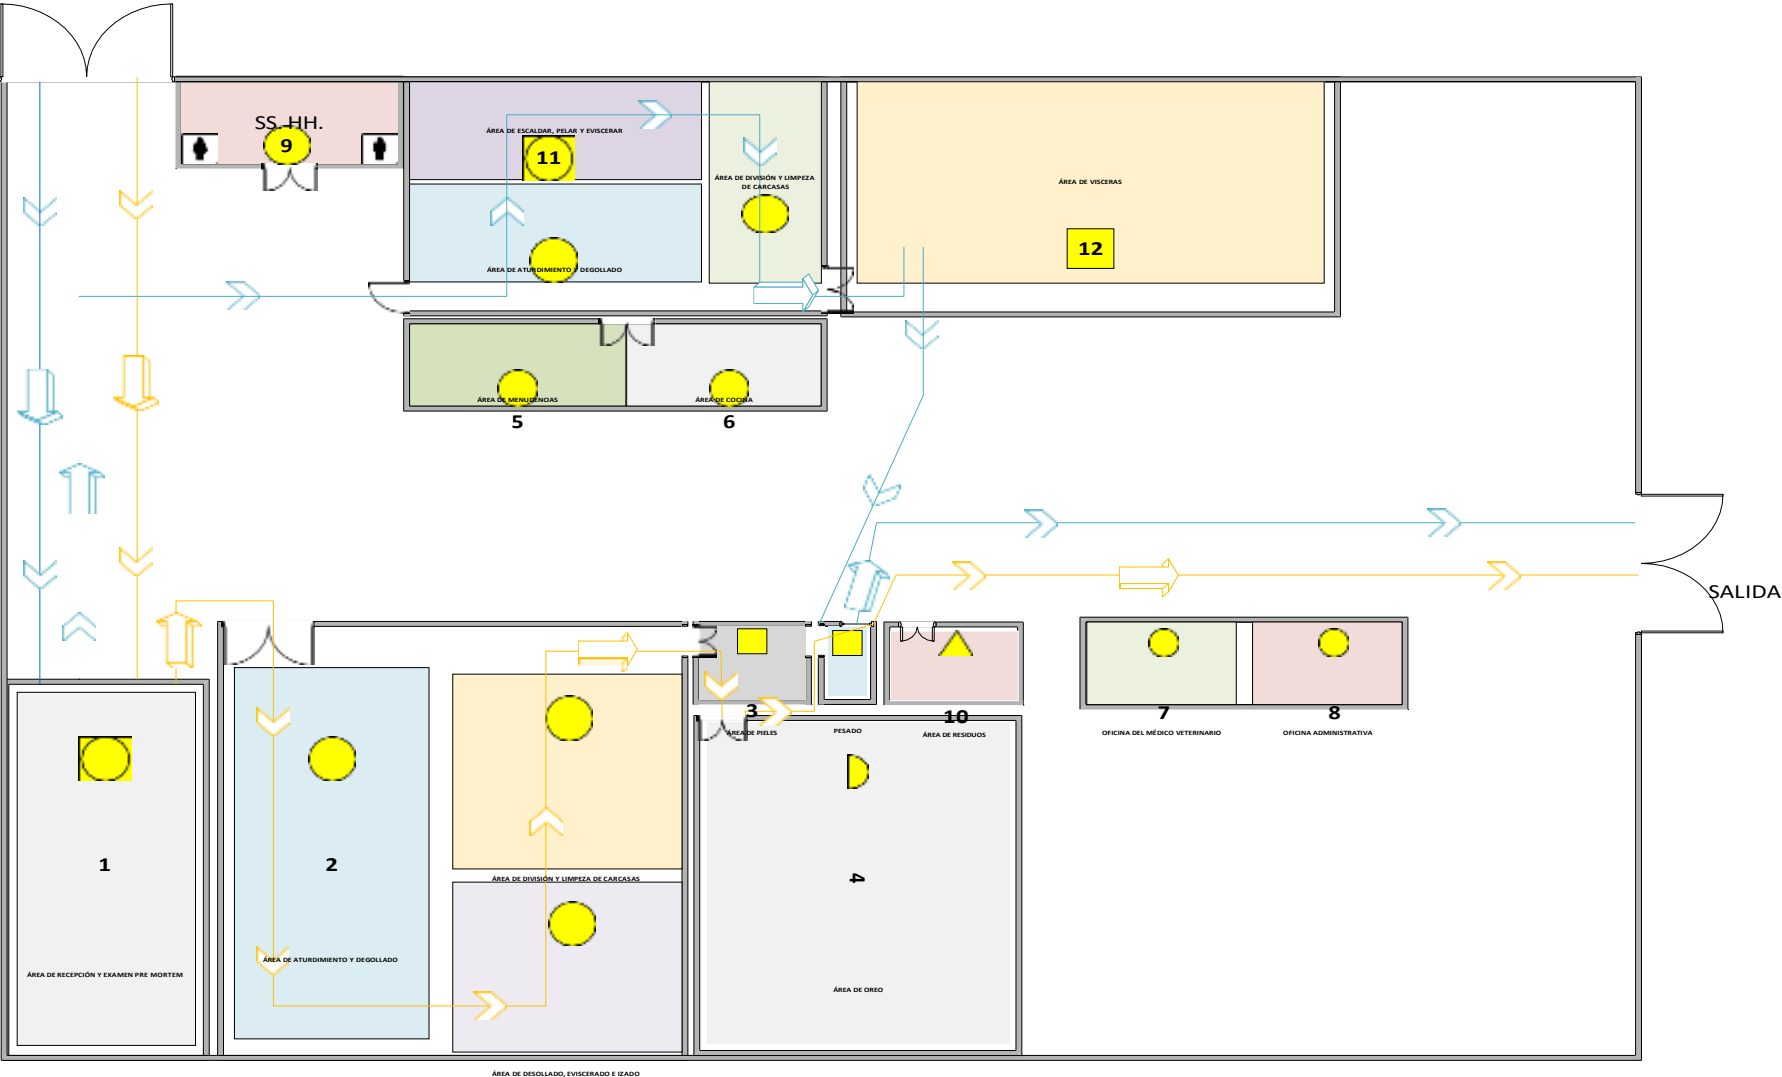 SS. HH.
9
ÁREA DE ESCALDAR, PELAR Y EVISCERAR
11
ÁREA DE DIVISIÓN Y LIMPEZA
DE CARCASAS
ÁREA DE VISCERAS
12
ÁREA DE ATURDIMIENTO Y DEGOLLADO
ÁREA DE MENUDENCIAS
5
ÁREA DE COCINA
6
SALIDA
3
ÁREA DE PIELES
PESADO
10
ÁREA DE RESIDUOS
7
OFICINA DEL MÉDICO VETERINARIO
8
OFICINA ADMINISTRATIVA
1
ÁREA DE RECEPCIÓN Y EXAMEN PRE MORTEM
2
ÁREA DE ATURDIMIENTO Y DEGOLLADO
ÁREA DE DIVISIÓN Y LIMPEZA DE CARCASAS
4
ÁREA DE OREO
ÁREA DE DESOLLADO, EVISCERADO E IZADO